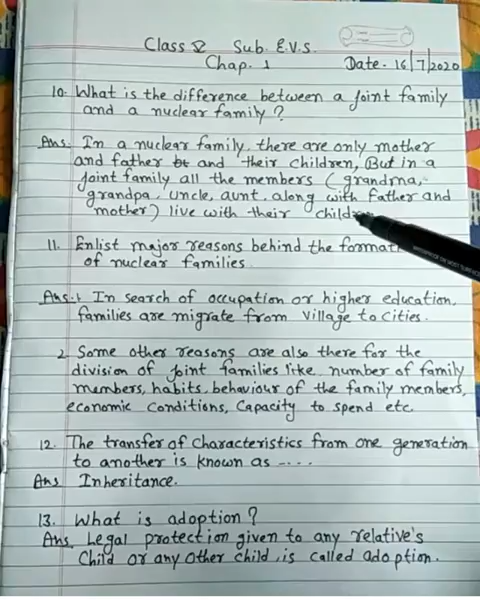 Class V Sub. E.V.S.
Chap. 1 Date. 16/7/2020
10. What is the difference between a joint family
and a nuclear family?
Ans. In a nuclear family, there are only mother
and father and their children, But in a
joint family all the members (grandma,
grandpa, uncle, aunt, along with Father and
mother) live with their child
11. Enlist major reasons behind the format
of nuclear families.
Ans. 1. In search of occupation or higher education,
families are migrate from village to cities.
2. Some other reasons are also there for the
division of joint families like, number of family
members, habits, behaviour of the family members,
economic conditions, capacity to spend etc.
12. The transfer of characteristics from one generation
to another is known as ....
Ans Inheritance.
13. What is adoption?
Ans. Legal protection given to any relative's
child or any other child, is called adoption.